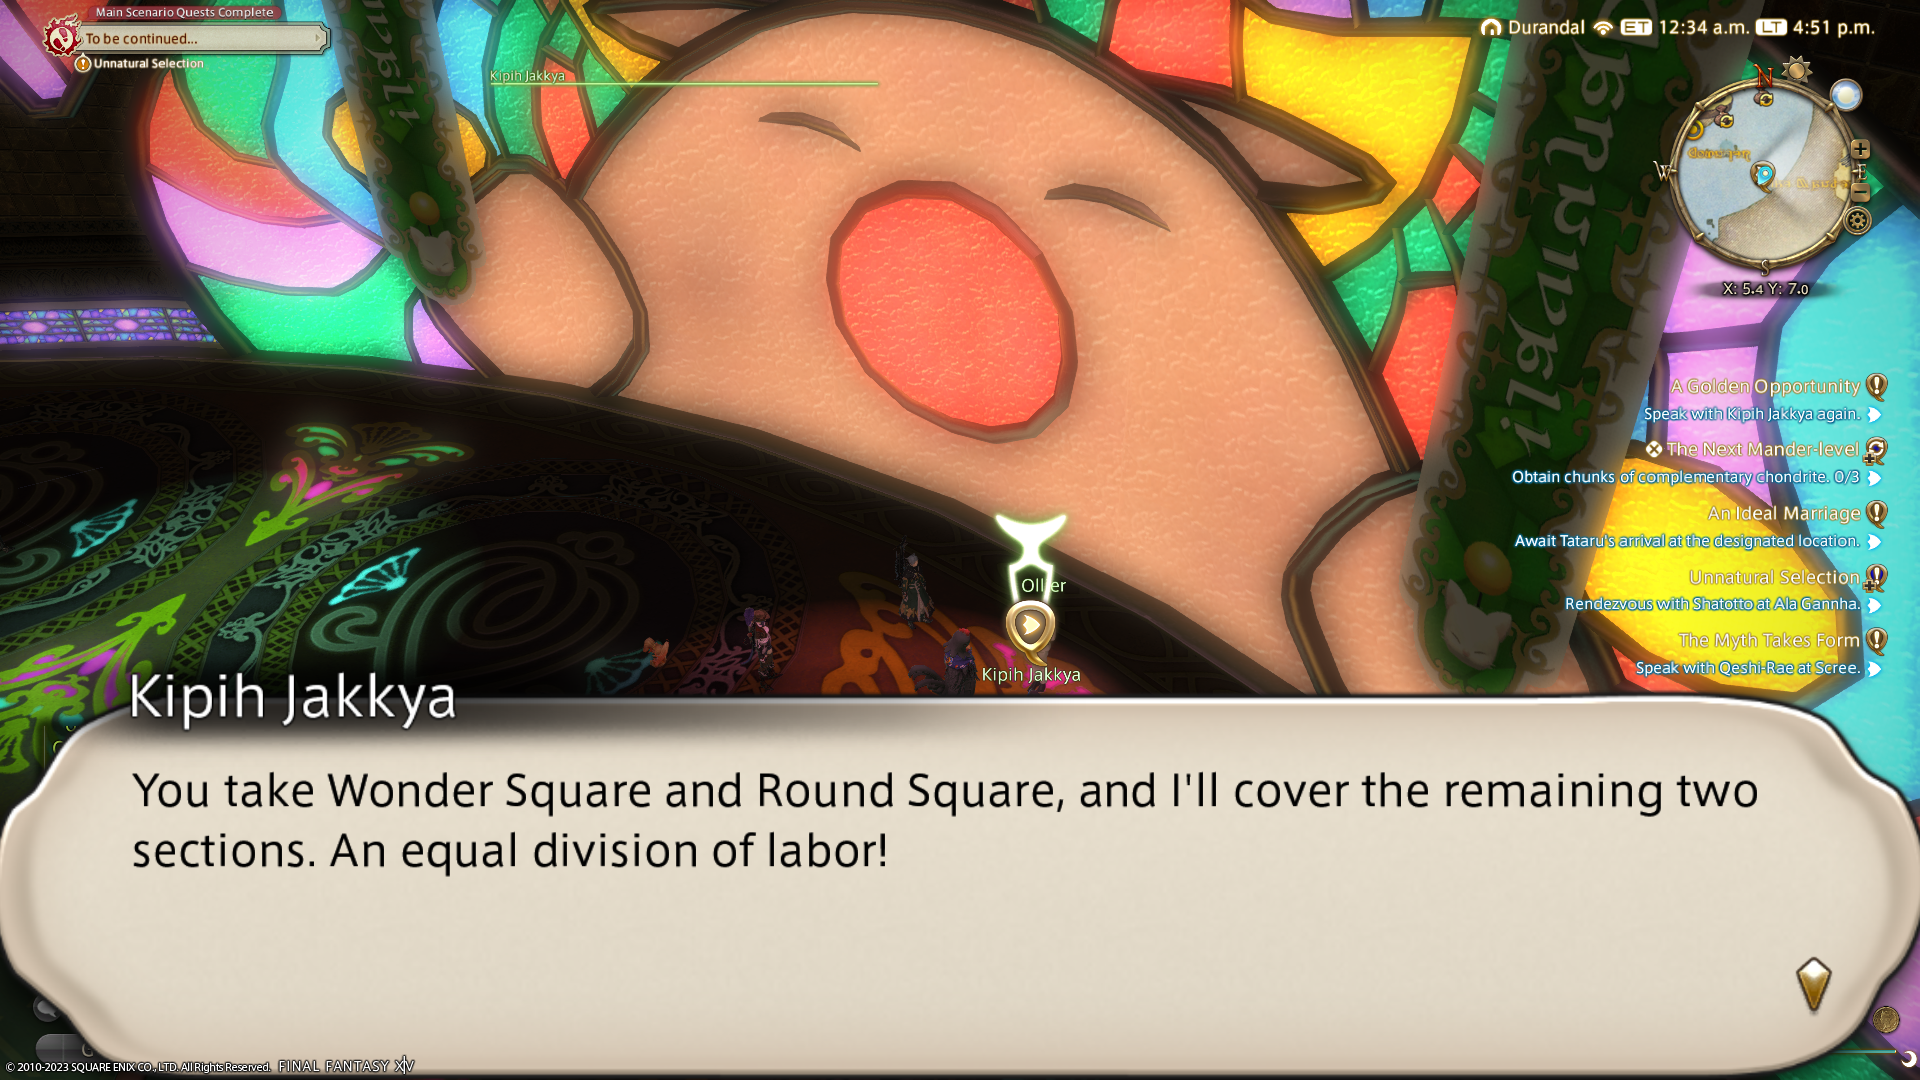 Main Scenario Quests Complete
To be continued...
Unnatural Selection
Kipih Jakkya
Durandal ET 12:34 a.m. LT 4:51 p.m.
N
W
E
S
X: 5.4 Y: 7.0
A Golden Opportunity
Speak with Kipih Jakkya again.
The Next Mander-level
Obtain chunks of complementary chondrite. 0/3
An Ideal Marriage
Await Tataru's arrival at the designated location.
Unnatural Selection
Rendezvous with Shatotto at Ala Gannha.
The Myth Takes Form
Speak with Qeshi-Rae at Scree.
Ollier
Kipih Jakkya
Kipih Jakkya
You take Wonder Square and Round Square, and I'll cover the remaining two
sections. An equal division of labor!
© 2010-2023 SQUARE ENIX CO., LTD. All Rights Reserved. FINAL FANTASY XIV